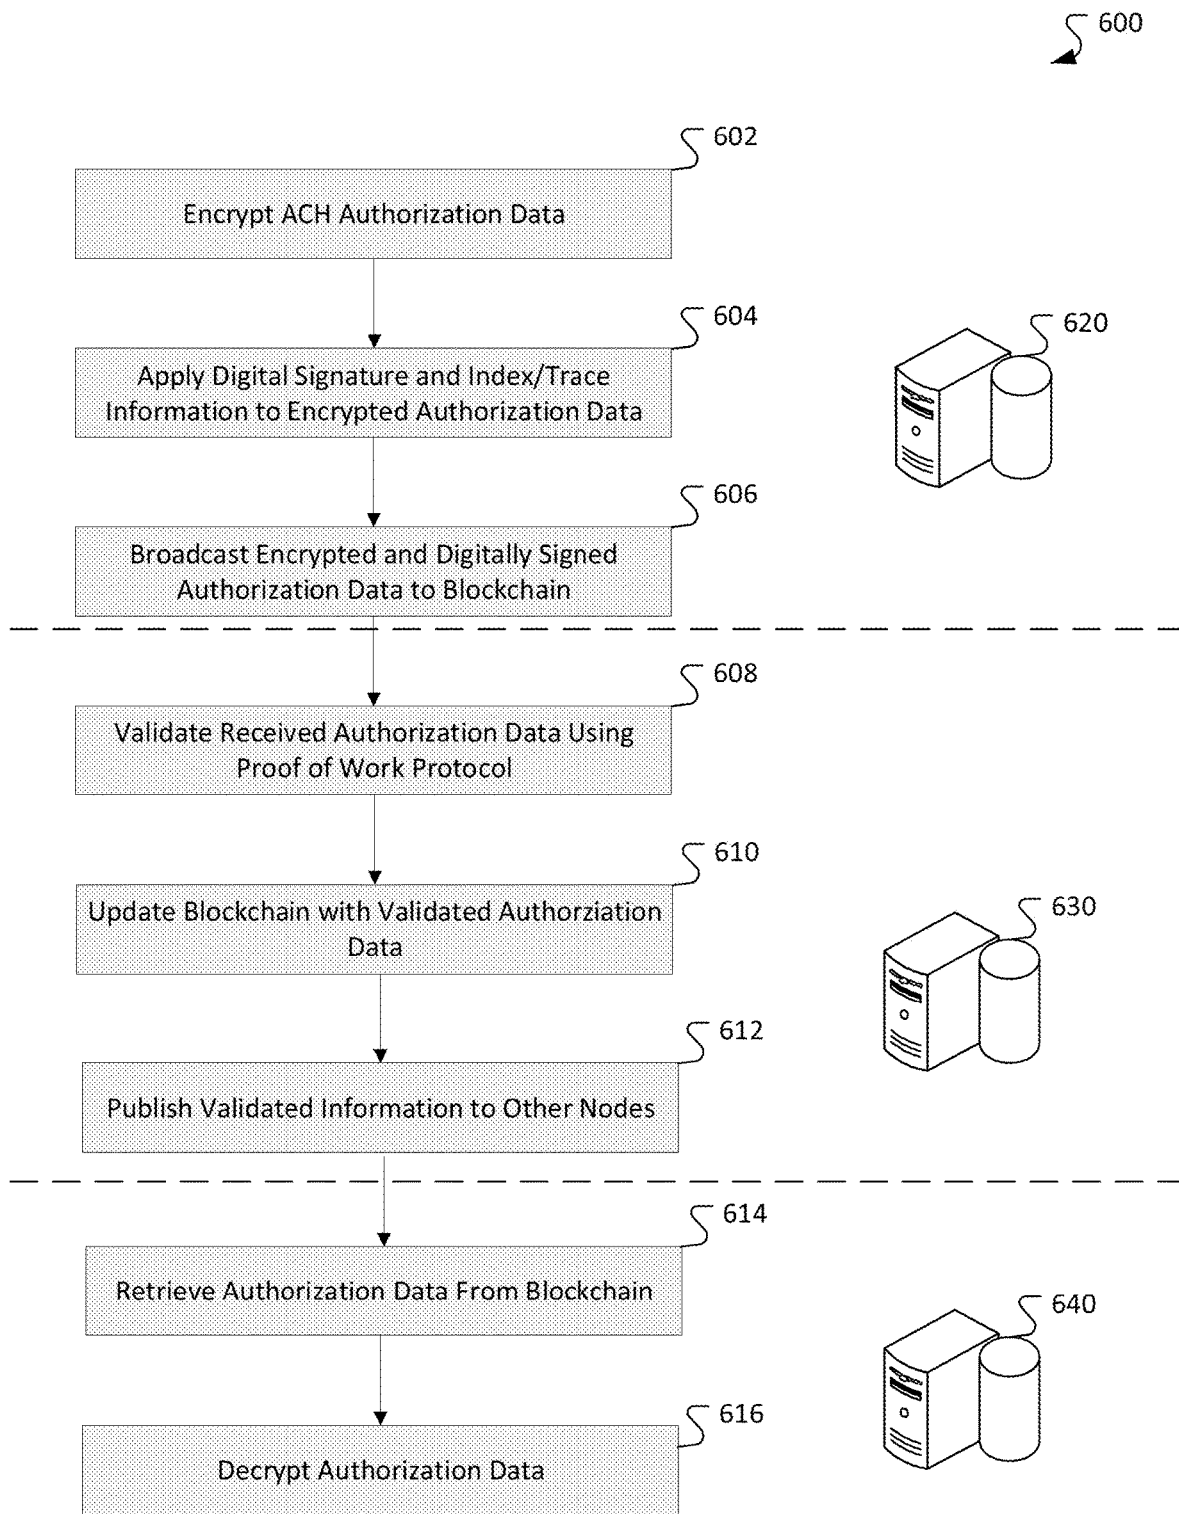 600
602
Encrypt ACH Authorization Data
604
Apply Digital Signature and Index/Trace
Information to Encrypted Authorization Data
620
606
Broadcast Encrypted and Digitally Signed
Authorization Data to Blockchain
608
Validate Received Authorization Data Using
Proof of Work Protocol
610
Update Blockchain with Validated Authorziation
Data
630
612
Publish Validated Information to Other Nodes
614
Retrieve Authorization Data From Blockchain
640
616
Decrypt Authorization Data